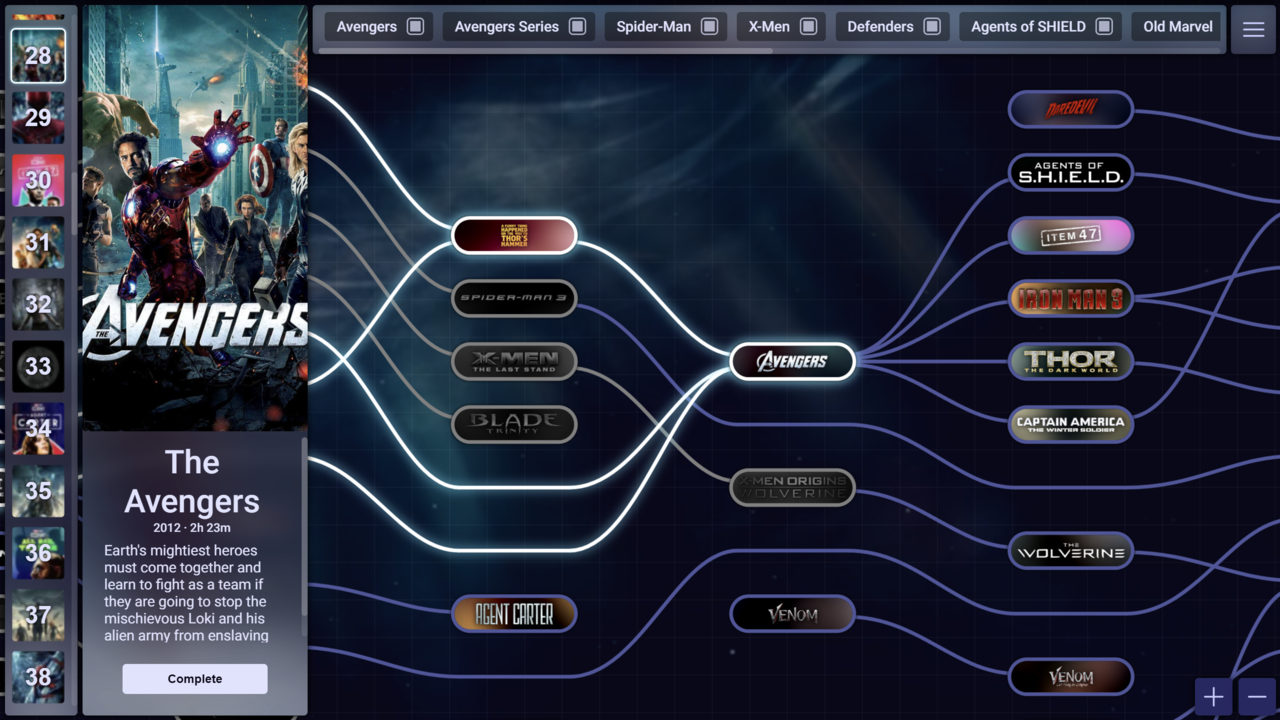 Avengers
Avengers Series
Spider-Man
X-Men
Defenders
Agents of SHIELD
Old Marvel
28
29
30
31
32
33
34
35
36
37
38
THE AVENGERS
The
Avengers
2012 · 2h 23m
Earth's mightiest heroes
must come together and
learn to fight as a team if
they are going to stop the
mischievous Loki and his
alien army from enslaving
Complete
A FUNNY THING
HAPPENED
ON THE WAY TO
THOR'S
HAMMER
SPIDER-MAN 3
X-MEN
THE LAST STAND
BLADE
TRINITY
AGENT CARTER
AVENGERS
X-MEN ORIGINS
WOLVERINE
VENOM
DAREDEVIL
AGENTS OF
S.H.I.E.L.D.
ITEM 47
IRON MAN 3
THOR
THE DARK WORLD
CAPTAIN AMERICA
THE WINTER SOLDIER
THE
WOLVERINE
VENOM